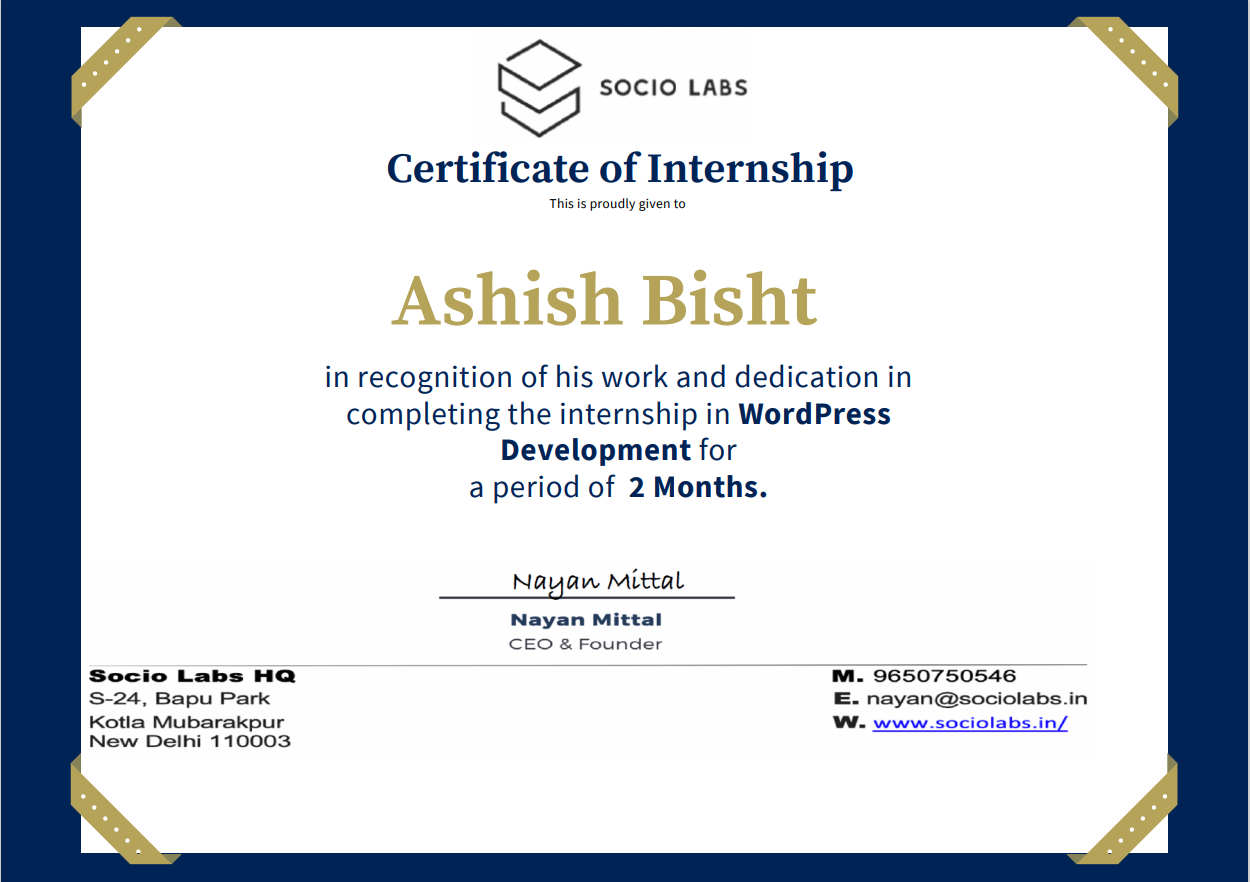 SOCIO LABS
Certificate of Internship
This is proudly given to
Ashish Bisht
in recognition of his work and dedication in
completing the internship in WordPress
Development for
a period of 2 Months.
Nayan Mittal
Nayan Mittal
CEO & Founder
Socio Labs HQ
S-24, Bapu Park
Kotla Mubarakpur
New Delhi 110003
M. 9650750546
E. nayan@sociolabs.in
W. www.sociolabs.in/